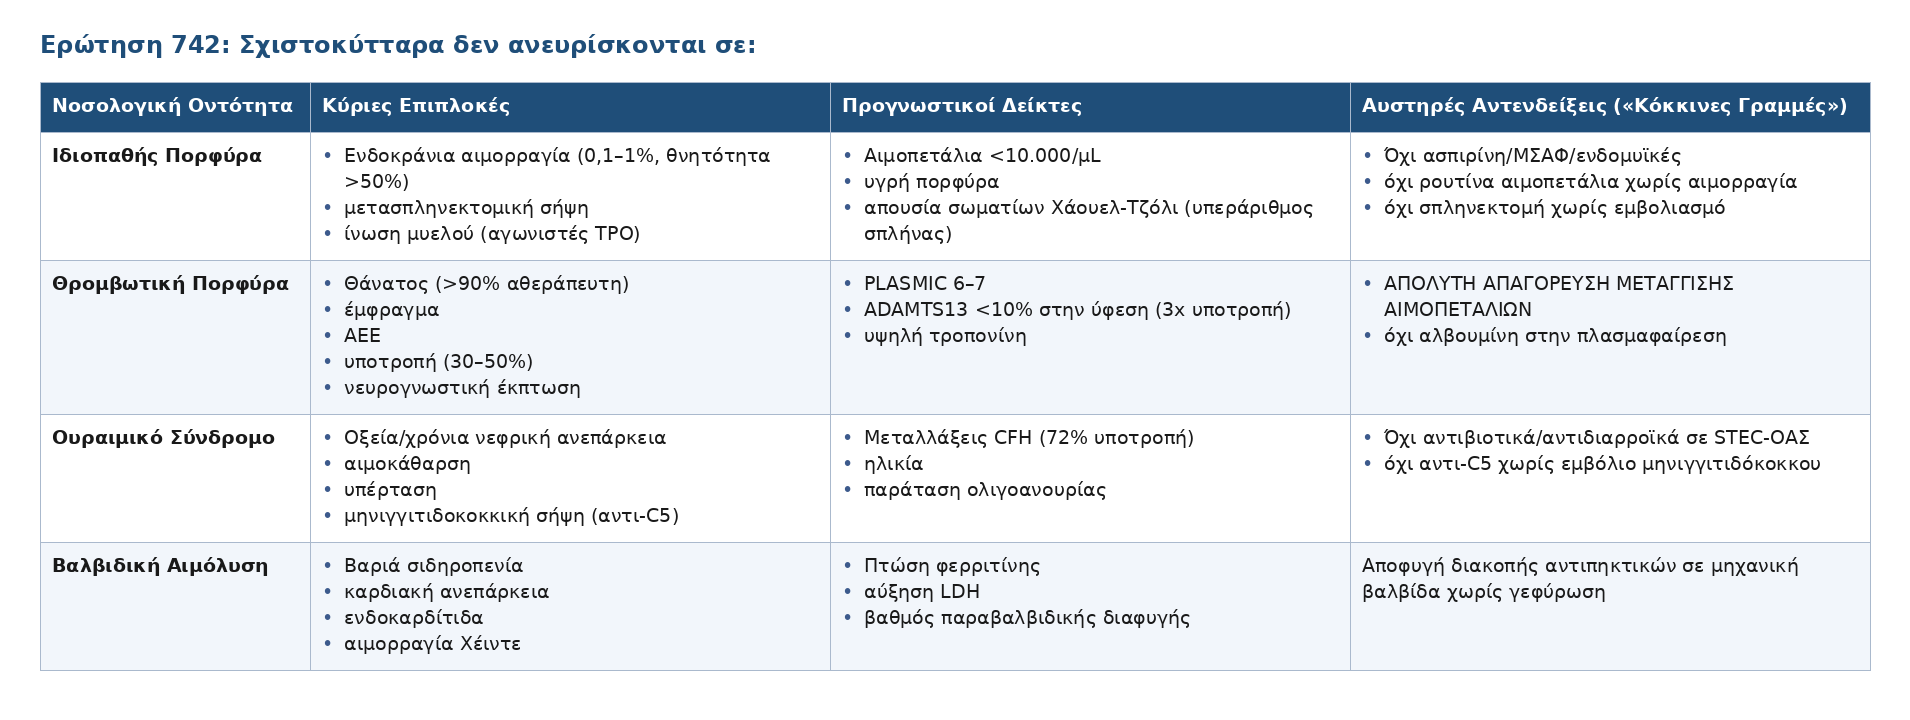 Ερώτηση 742: Σχιστοκύτταρα δεν ανευρίσκονται σε:
Νοσολογική Οντότητα
Κύριες Επιπλοκές
Προγνωστικοί Δείκτες
Αυστηρές Αντενδείξεις («Κόκκινες Γραμμές»)
Ιδιοπαθής Πορφύρα
• Ενδοκράνια αιμορραγία (0,1–1%, θνητότητα
>50%)
• μετασπληνεκτομική σήψη
• ίνωση μυελού (αγωνιστές TPO)
• Αιμοπετάλια <10.000/μL
• υγρή πορφύρα
• απουσία σωματίων Χάουελ-Τζόλι (υπεράριθμος
σπλήνας)
• Όχι ασπιρίνη/ΜΣΑΦ/ενδομυϊκές
• όχι ρουτίνα αιμοπετάλια χωρίς αιμορραγία
• όχι σπληνεκτομή χωρίς εμβολιασμό
Θρομβωτική Πορφύρα
• Θάνατος (>90% αθεράπευτη)
• έμφραγμα
• ΑΕΕ
• υποτροπή (30–50%)
• νευρογνωστική έκπτωση
• PLASMIC 6–7
• ADAMTS13 <10% στην ύφεση (3x υποτροπή)
• υψηλή τροπονίνη
• ΑΠΟΛΥΤΗ ΑΠΑΓΟΡΕΥΣΗ ΜΕΤΑΓΓΙΣΗΣ
ΑΙΜΟΠΕΤΑΛΙΩΝ
• όχι αλβουμίνη στην πλασμαφαίρεση
Ουραιμικό Σύνδρομο
• Οξεία/χρόνια νεφρική ανεπάρκεια
• αιμοκάθαρση
• υπέρταση
• μηνιγγιτιδοκοκκική σήψη (αντι-C5)
• Μεταλλάξεις CFH (72% υποτροπή)
• ηλικία
• παράταση ολιγοανουρίας
• Όχι αντιβιοτικά/αντιδιαρροϊκά σε STEC-ΟΑΣ
• όχι αντι-C5 χωρίς εμβόλιο μηνιγγιτιδόκοκκου
Βαλβιδική Αιμόλυση
• Βαριά σιδηροπενία
• καρδιακή ανεπάρκεια
• ενδοκαρδίτιδα
• αιμορραγία Χέιντε
• Πτώση φερριτίνης
• αύξηση LDH
• βαθμός παραβαλβιδικής διαφυγής
Αποφυγή διακοπής αντιπηκτικών σε μηχανική
βαλβίδα χωρίς γεφύρωση